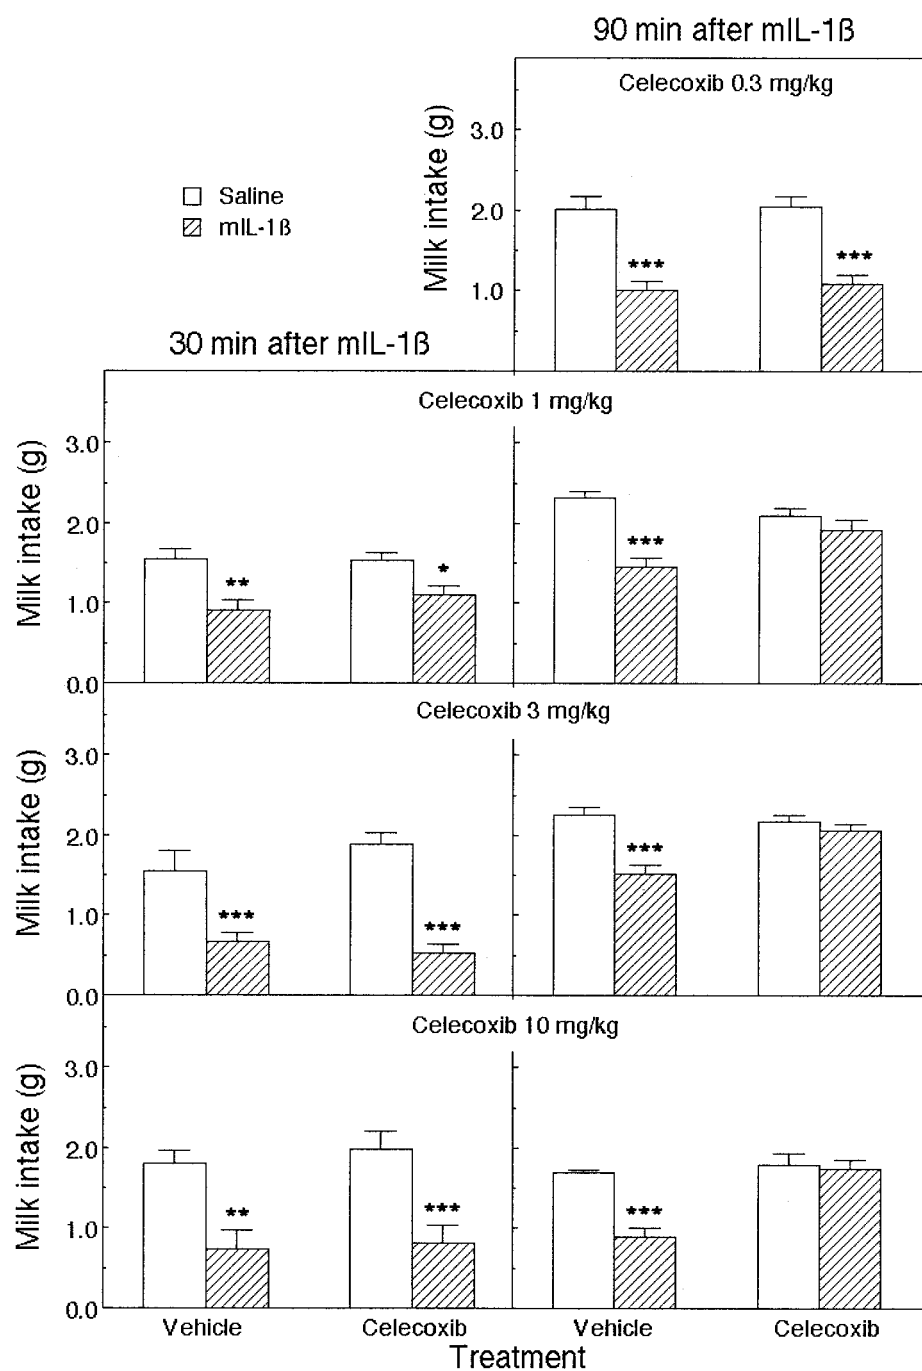 90 min after mIL-1ß
Celecoxib 0.3 mg/kg
Milk intake (g)
3.0
2.0
1.0
***
***
Saline
mIL-1ß
30 min after mIL-1ß
Celecoxib 1 mg/kg
Milk intake (g)
3.0
2.0
1.0
0.0
**
*
***
Celecoxib 3 mg/kg
Milk intake (g)
3.0
2.0
1.0
0.0
***
***
***
Celecoxib 10 mg/kg
Milk intake (g)
3.0
2.0
1.0
0.0
**
***
***
Vehicle Celecoxib Vehicle Celecoxib
Treatment